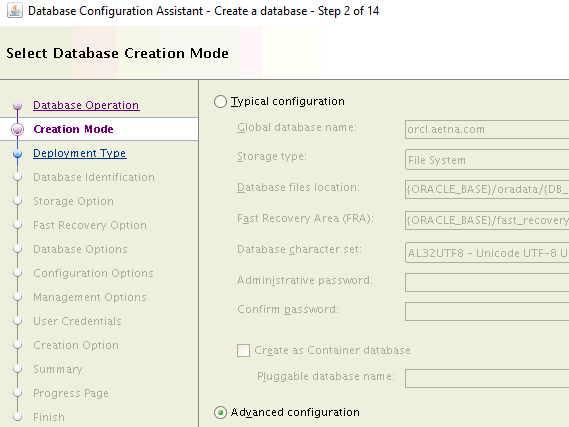 Database Configuration Assistant - Create a database - Step 2 of 14
Select Database Creation Mode
Database Operation
Creation Mode
Deployment Type
Database Identification
Storage Option
Fast Recovery Option
Database Options
Configuration Options
Management Options
User Credentials
Creation Option
Summary
Progress Page
Finish
Typical configuration
Global database name: orcl.aetna.com
Storage type: File System
Database files location: {ORACLE_BASE}/oradata/{DB_
Fast Recovery Area (FRA): {ORACLE_BASE}/fast_recovery
Database character set: AL32UTF8 - Unicode UTF-8 U
Administrative password:
Confirm password:
Create as Container database
Pluggable database name:
Advanced configuration